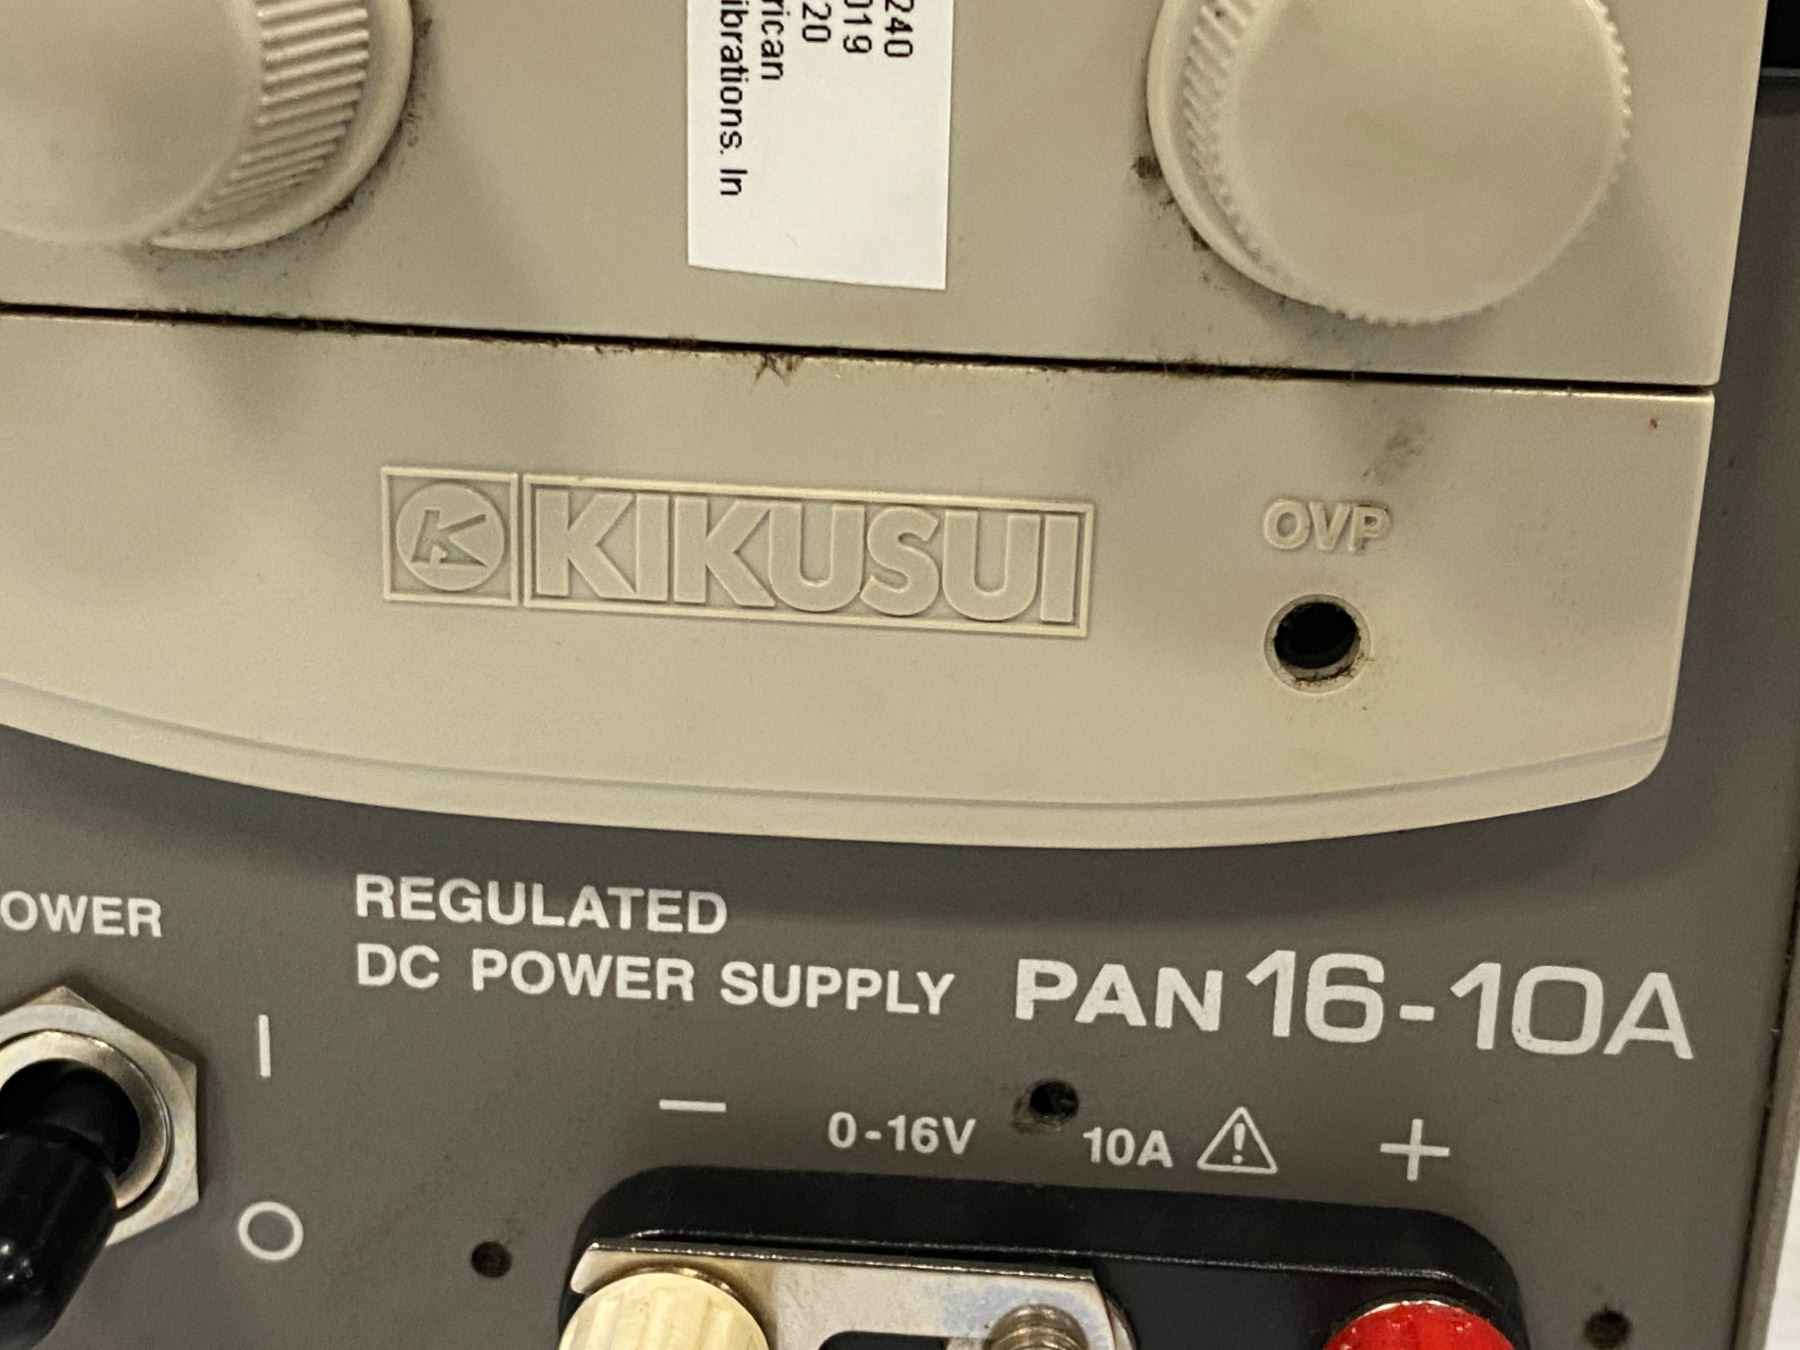 240
019
20
rican
ibrations. In
K KIKUSUI
OVP
OWER
REGULATED
DC POWER SUPPLY PAN 16-10A
I
− 0-16V 10A ! +
O